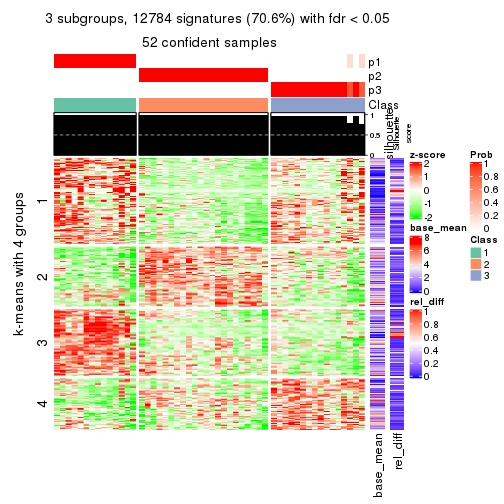 3 subgroups, 12784 signatures (70.6%) with fdr < 0.05
52 confident samples
p1
p2
p3
Class
1
0.5
0
silhouette
Silhouette
score
k-means with 4 groups
1
2
3
4
base_mean
rel_diff
z-score
2
1
0
-1
-2
base_mean
8
6
4
2
0
rel_diff
1
0.8
0.6
0.4
0.2
0
Prob
1
0.8
0.6
0.4
0.2
0
Class
1
2
3